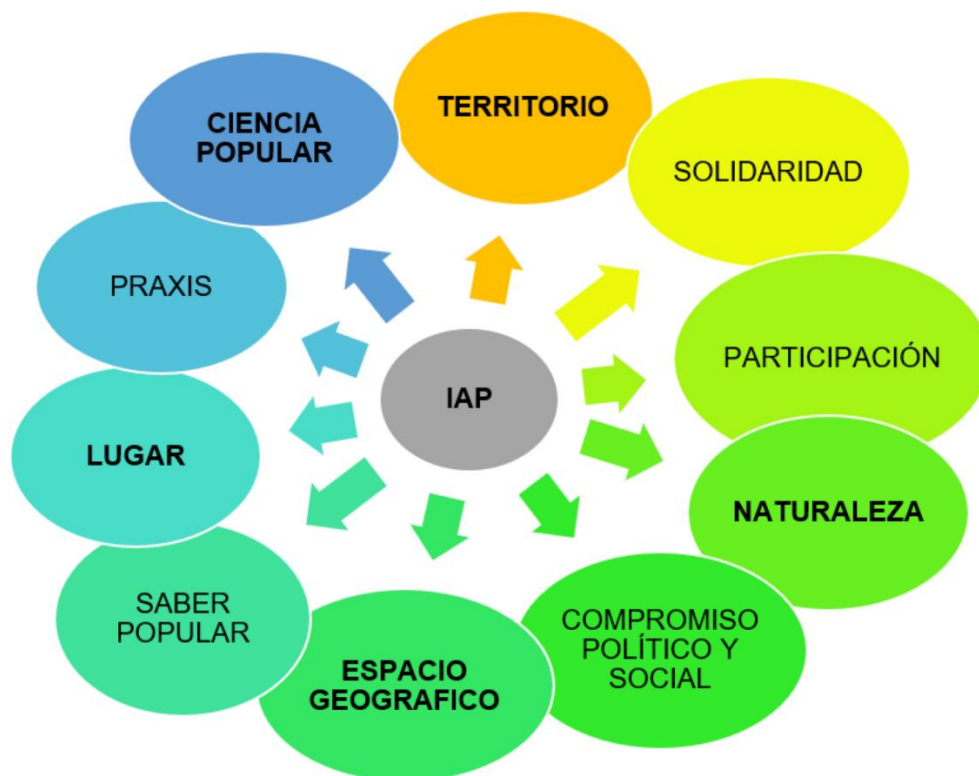 TERRITORIO
SOLIDARIDAD
PARTICIPACIÓN
NATURALEZA
COMPROMISO
POLÍTICO Y
SOCIAL
ESPACIO
GEOGRAFICO
SABER
POPULAR
LUGAR
PRAXIS
CIENCIA
POPULAR
IAP